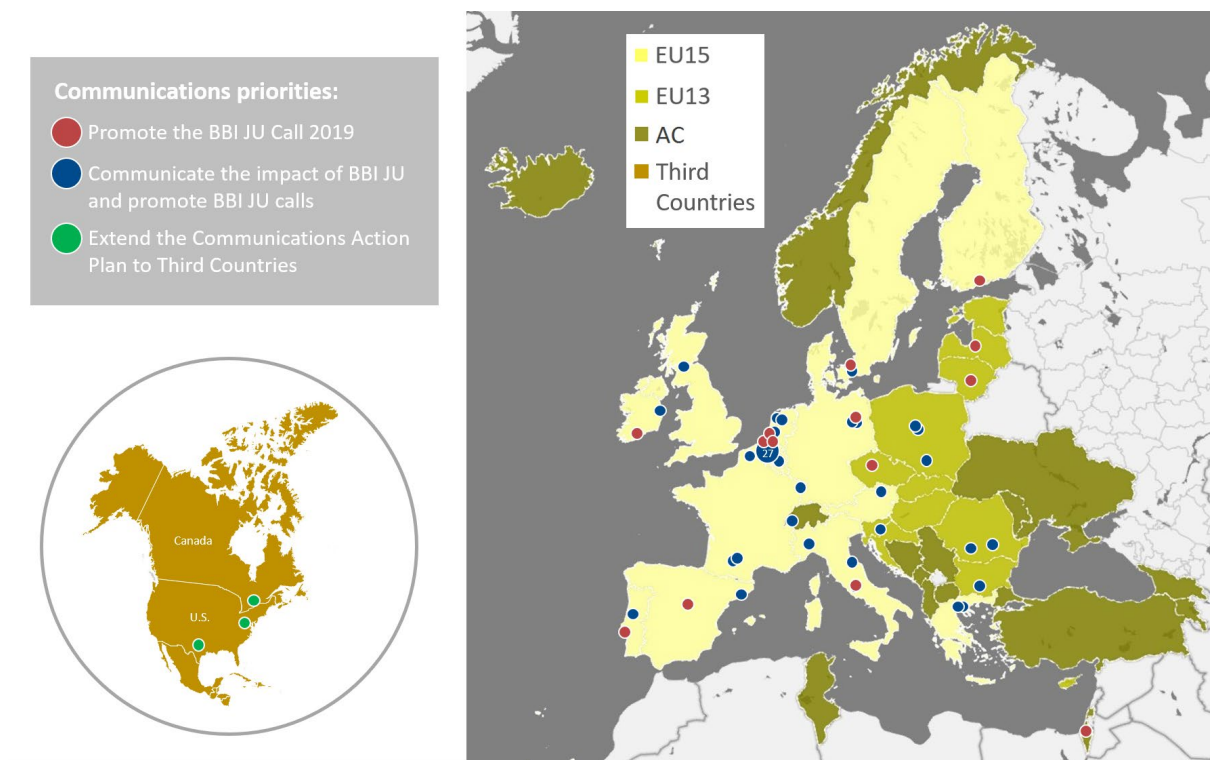 Communications priorities:
Promote the BBI JU Call 2019
Communicate the impact of BBI JU
and promote BBI JU calls
Extend the Communications Action
Plan to Third Countries
Canada
U.S.
EU15
EU13
AC
Third
Countries
27